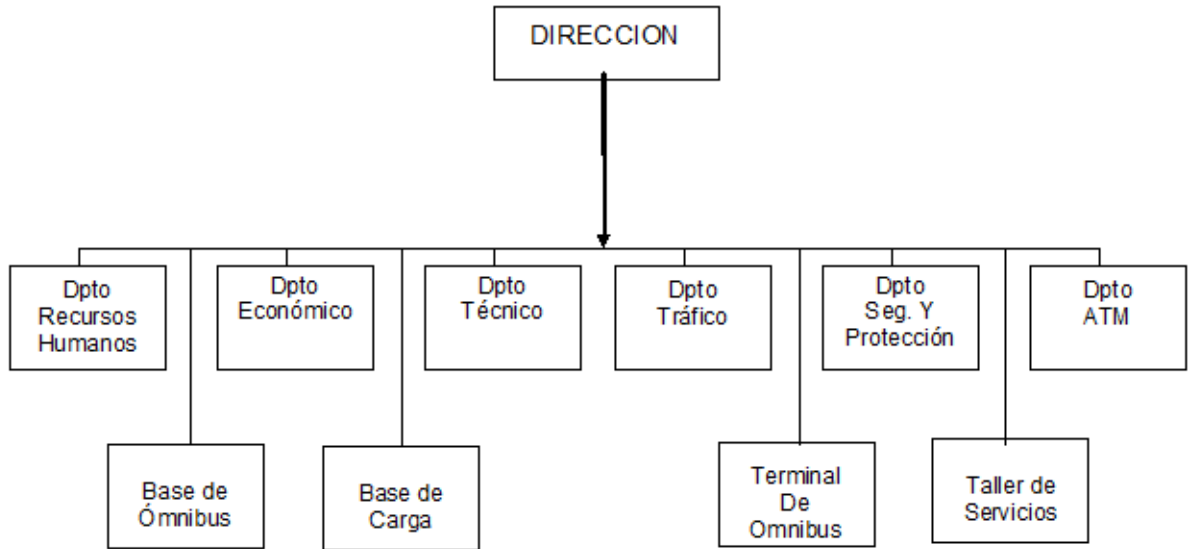 DIRECCION
Dpto
Recursos
Humanos
Dpto
Económico
Dpto
Técnico
Dpto
Tráfico
Dpto
Seg. Y
Protección
Dpto
ATM
Base de
Ómnibus
Base de
Carga
Terminal
De
Omnibus
Taller de
Servicios